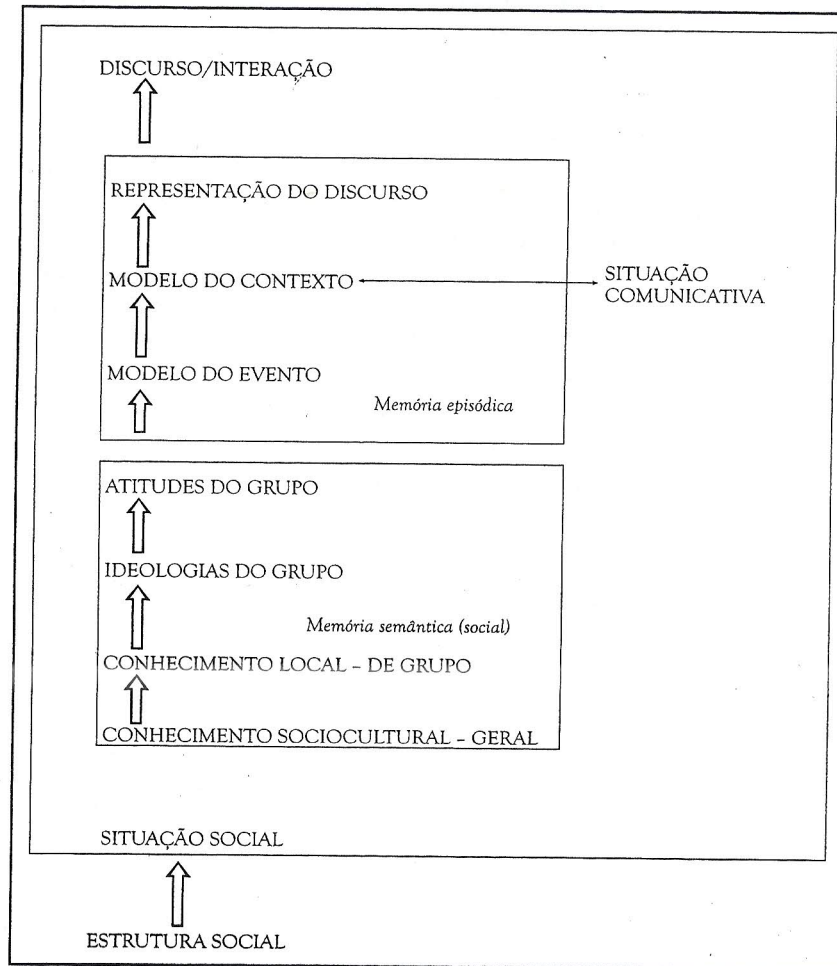 DISCURSO/INTERAÇÃO
REPRESENTAÇÃO DO DISCURSO
MODELO DO CONTEXTO
SITUAÇÃO
COMUNICATIVA
MODELO DO EVENTO
Memória episódica
ATITUDES DO GRUPO
IDEOLOGIAS DO GRUPO
Memória semântica (social)
CONHECIMENTO LOCAL – DE GRUPO
CONHECIMENTO SOCIOCULTURAL – GERAL
SITUAÇÃO SOCIAL
ESTRUTURA SOCIAL